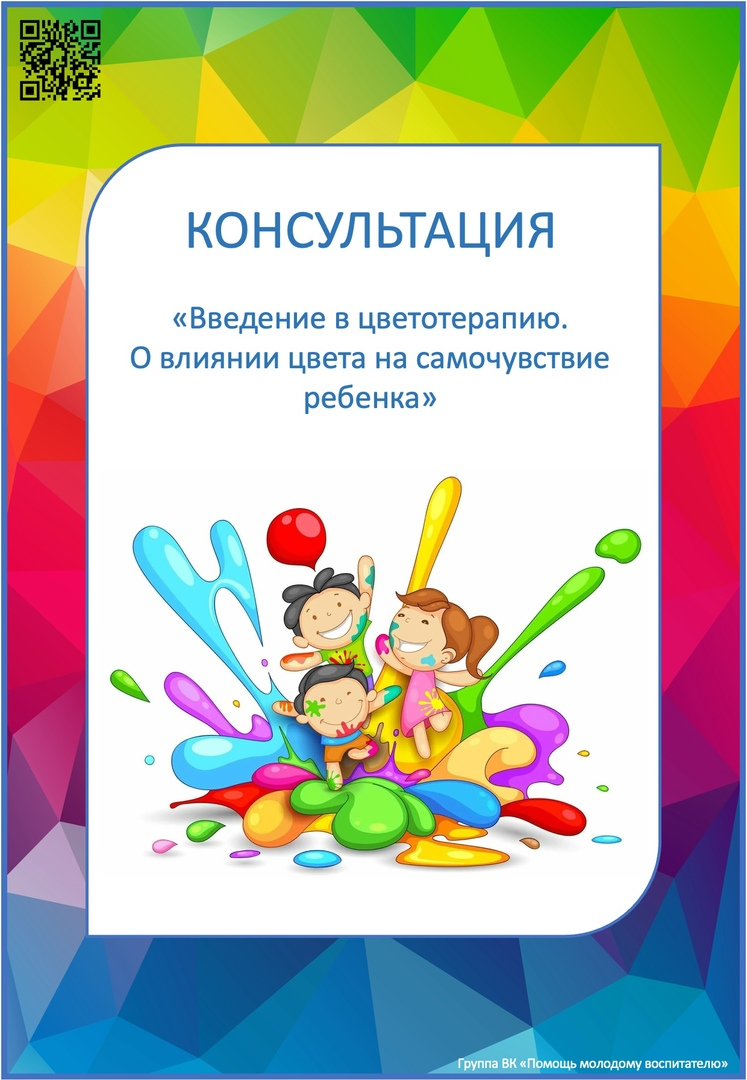 КОНСУЛЬТАЦИЯ
«Введение в цветотерапию.
О влиянии цвета на самочувствие
ребенка»
Группа ВК «Помощь молодому воспитателю»